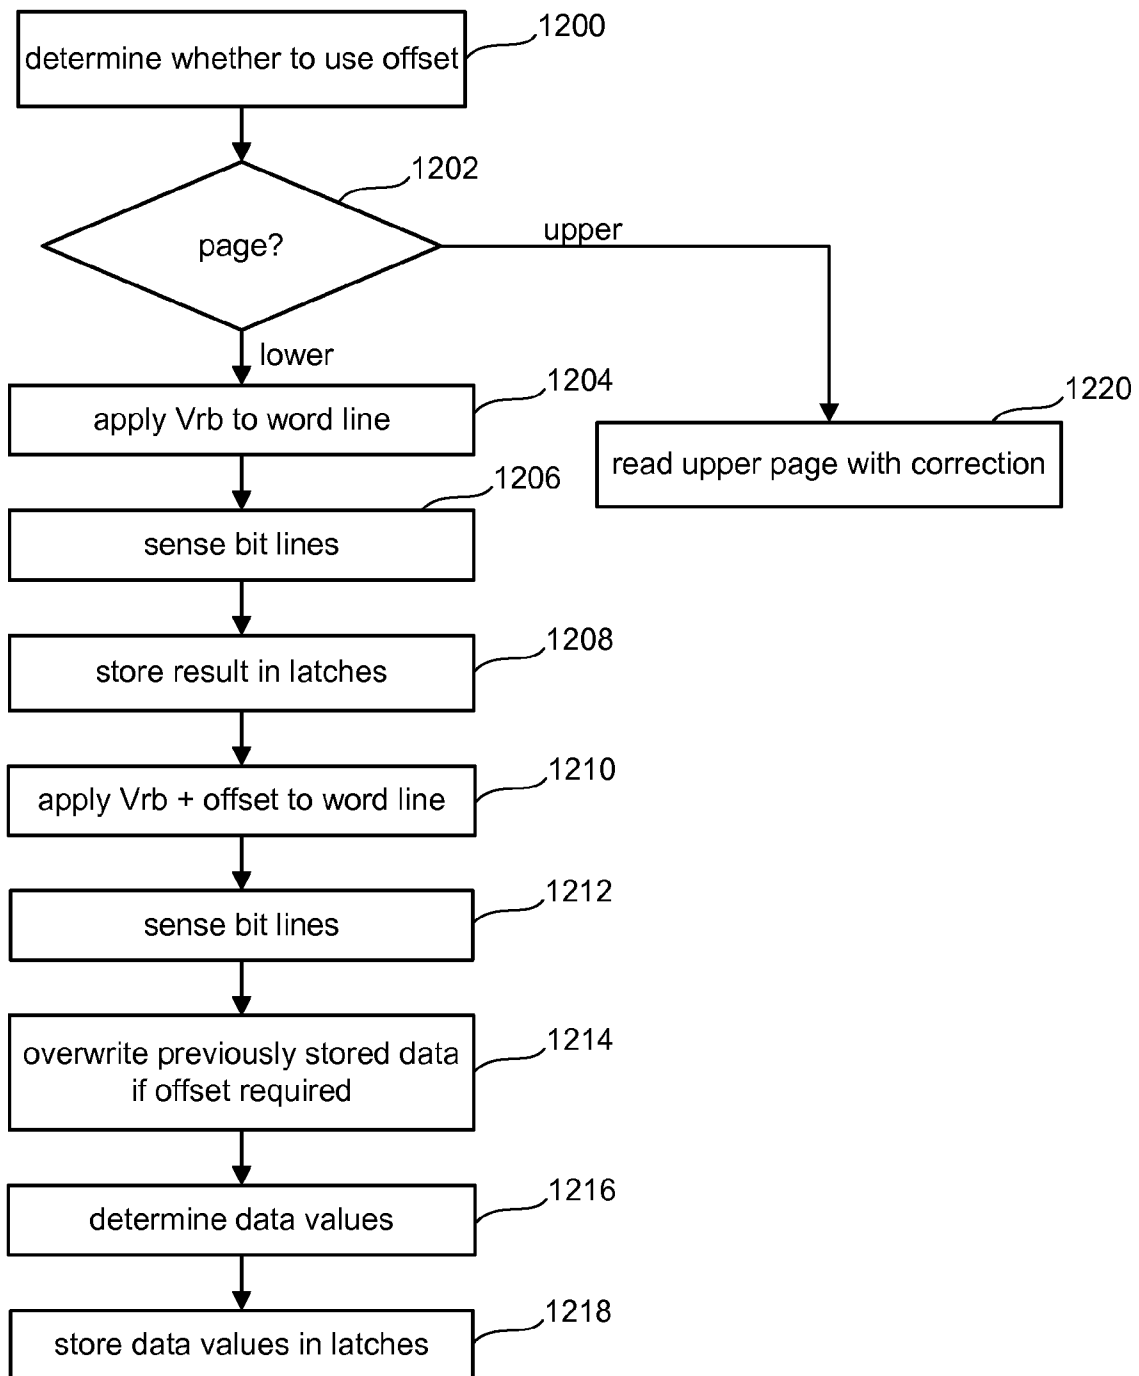 determine whether to use offset
1200
page?
1202
upper
lower
apply Vrb to word line
1204
read upper page with correction
1220
sense bit lines
1206
store result in latches
1208
apply Vrb + offset to word line
1210
sense bit lines
1212
overwrite previously stored data
if offset required
1214
determine data values
1216
store data values in latches
1218